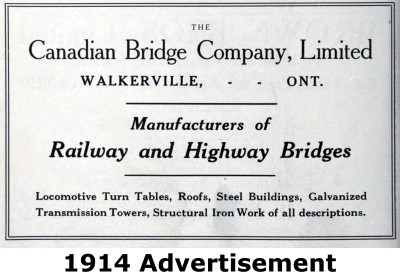 THE
Canadian Bridge Company, Limited
WALKERVILLE, - - ONT.
Manufacturers of
Railway and Highway Bridges
Locomotive Turn Tables, Roofs, Steel Buildings, Galvanized
Transmission Towers, Structural Iron Work of all descriptions.
1914 Advertisement